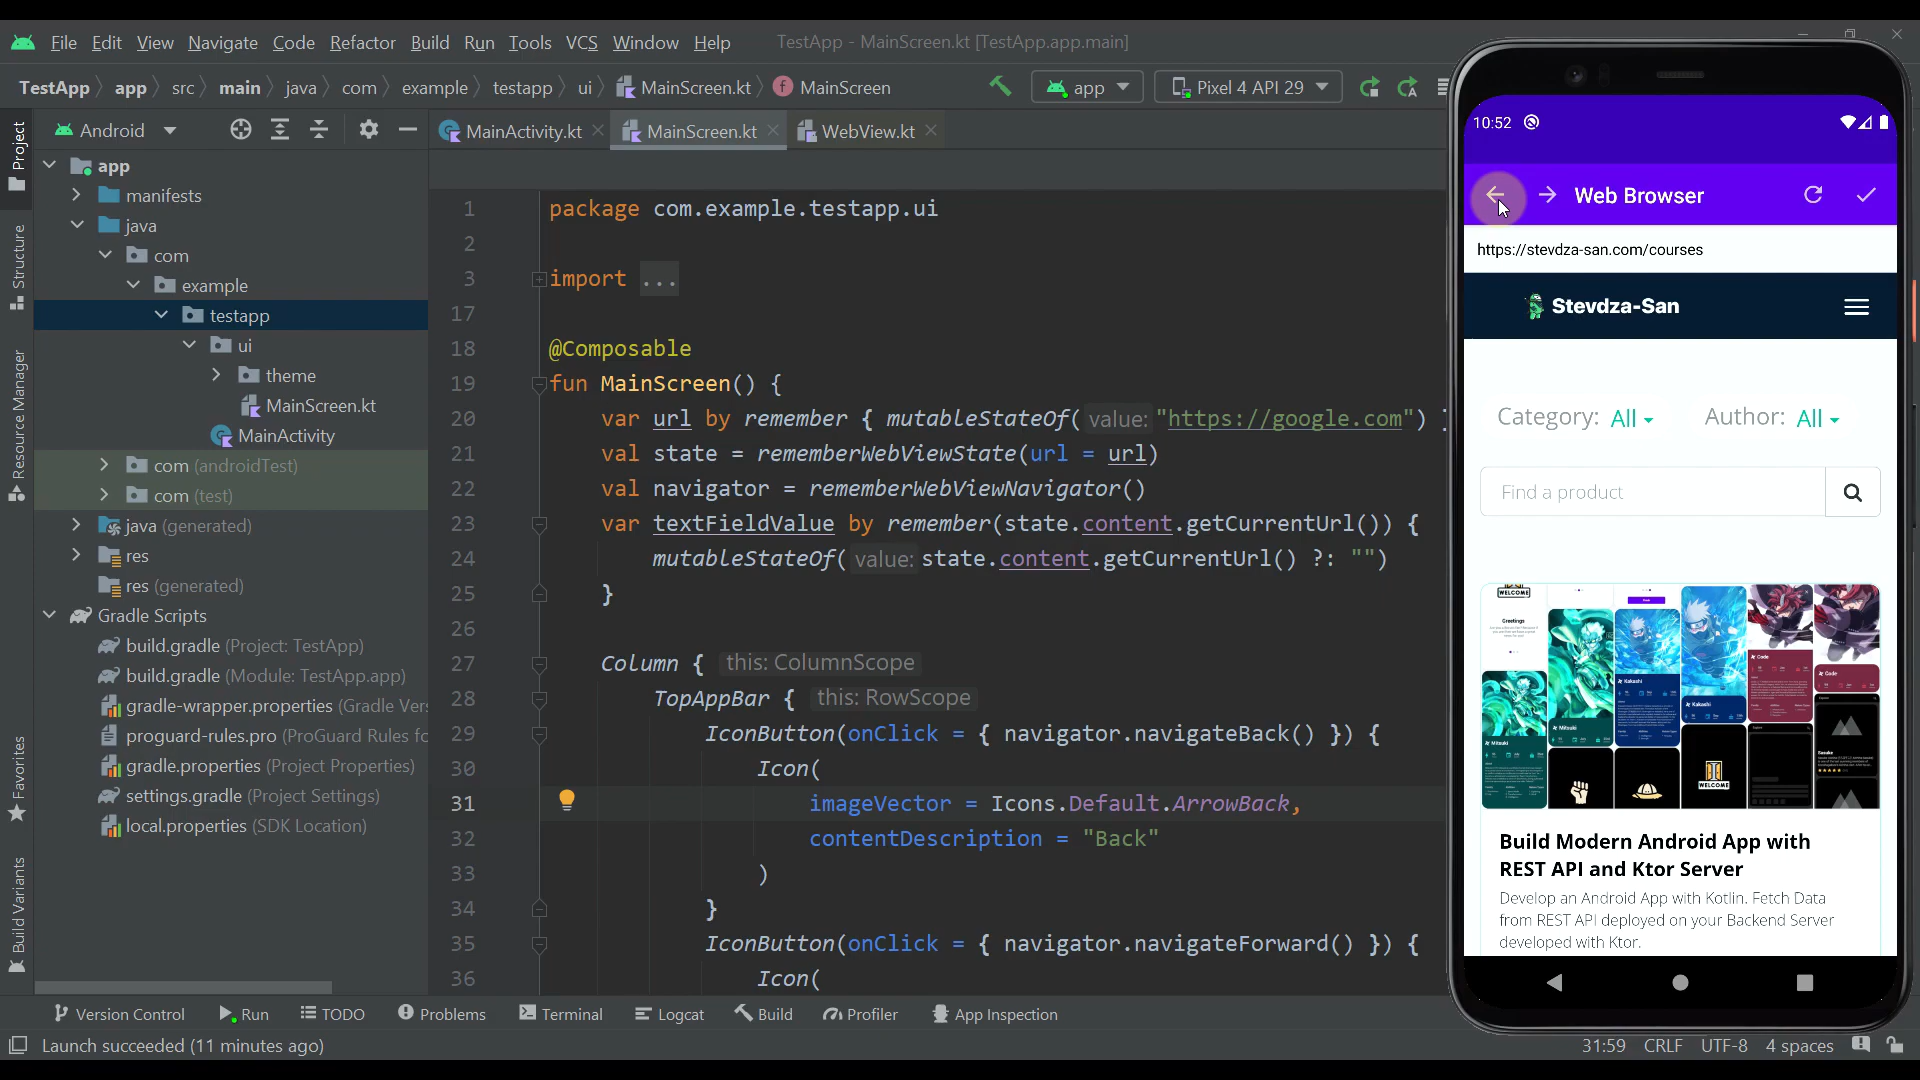 File Edit View Navigate Code Refactor Build Run Tools VCS Window Help TestApp - MainScreen.kt [TestApp.app.main]
TestApp app src main java com example testapp ui MainScreen.kt MainScreen app Pixel 4 API 29
Project
Structure
Resource Manager
Favorites
Build Variants
Android
app
manifests
java
com
example
testapp
ui
theme
MainScreen.kt
MainActivity
com (androidTest)
com (test)
java (generated)
res
res (generated)
Gradle Scripts
build.gradle (Project: TestApp)
build.gradle (Module: TestApp.app)
gradle-wrapper.properties (Gradle Ver
proguard-rules.pro (ProGuard Rules fo
gradle.properties (Project Properties)
settings.gradle (Project Settings)
local.properties (SDK Location)
MainActivity.kt MainScreen.kt WebView.kt
1 package com.example.testapp.ui
2
3 import ...
17
18 @Composable
19 fun MainScreen() {
20 var url by remember { mutableStateOf( value: "https://google.com") }
21 val state = rememberWebViewState(url = url)
22 val navigator = rememberWebViewNavigator()
23 var textFieldValue by remember(state.content.getCurrentUrl()) {
24 mutableStateOf( value: state.content.getCurrentUrl() ?: "")
25 }
26
27 Column { this: ColumnScope
28 TopAppBar { this: RowScope
29 IconButton(onClick = { navigator.navigateBack() }) {
30 Icon(
31 imageVector = Icons.Default.ArrowBack,
32 contentDescription = "Back"
33 )
34 }
35 IconButton(onClick = { navigator.navigateForward() }) {
36 Icon(
10:52
Web Browser
https://stevdza-san.com/courses
Stevdza-San
Category: All Author: All
Find a product
WELCOME
Greetings
Kakashi
Kakashi
Code
Code
Mitsuki
Mitsuki
Sasuke
WELCOME
Build Modern Android App with
REST API and Ktor Server
Develop an Android App with Kotlin. Fetch Data
from REST API deployed on your Backend Server
developed with Ktor.
Version Control Run TODO Problems Terminal Logcat Build Profiler App Inspection
Launch succeeded (11 minutes ago) 31:59 CRLF UTF-8 4 spaces